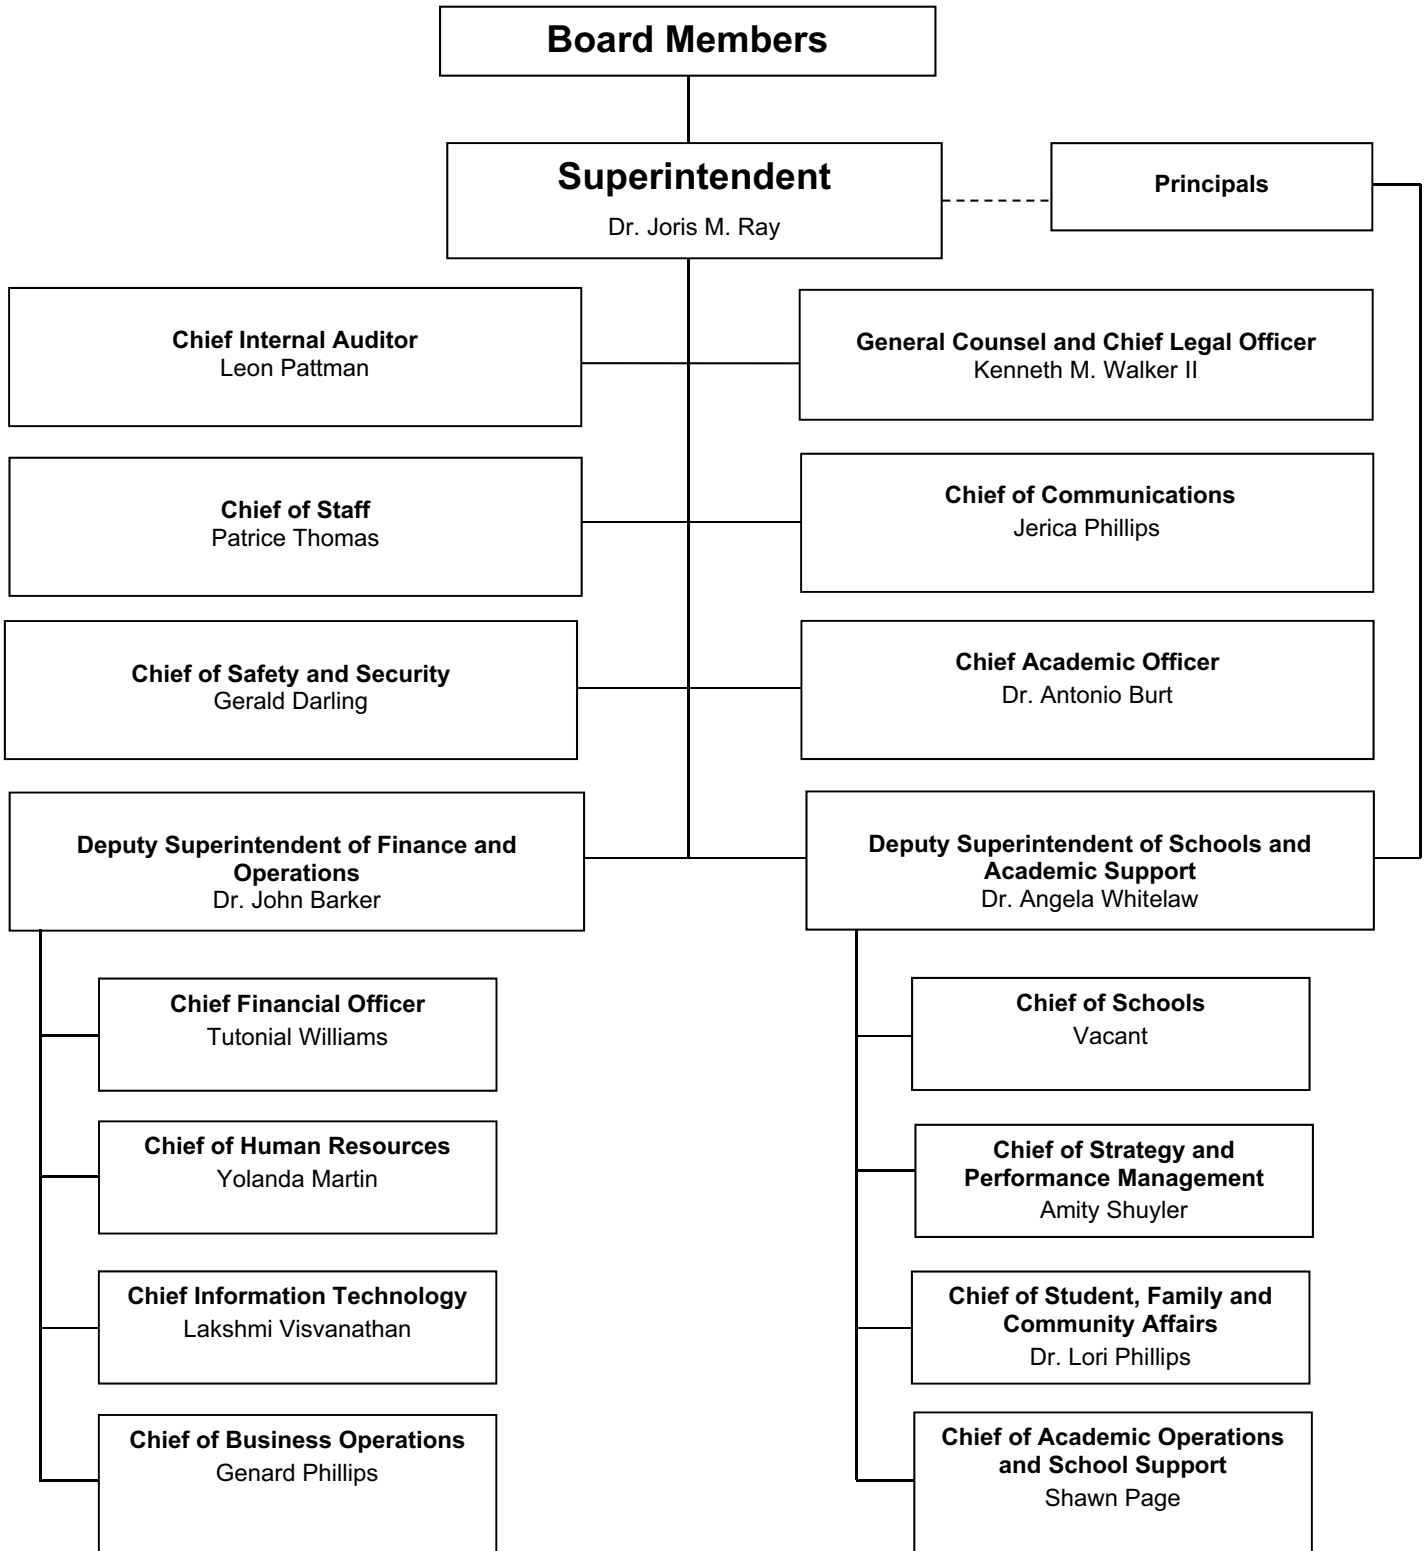 Board Members
Superintendent
Dr. Joris M. Ray
Principals
Chief Internal Auditor
Leon Pattman
General Counsel and Chief Legal Officer
Kenneth M. Walker II
Chief of Staff
Patrice Thomas
Chief of Communications
Jerica Phillips
Chief of Safety and Security
Gerald Darling
Chief Academic Officer
Dr. Antonio Burt
Deputy Superintendent of Finance and
Operations
Dr. John Barker
Deputy Superintendent of Schools and
Academic Support
Dr. Angela Whitelaw
Chief Financial Officer
Tutonial Williams
Chief of Human Resources
Yolanda Martin
Chief Information Technology
Lakshmi Visvanathan
Chief of Business Operations
Genard Phillips
Chief of Schools
Vacant
Chief of Strategy and
Performance Management
Amity Shuyler
Chief of Student, Family and
Community Affairs
Dr. Lori Phillips
Chief of Academic Operations
and School Support
Shawn Page